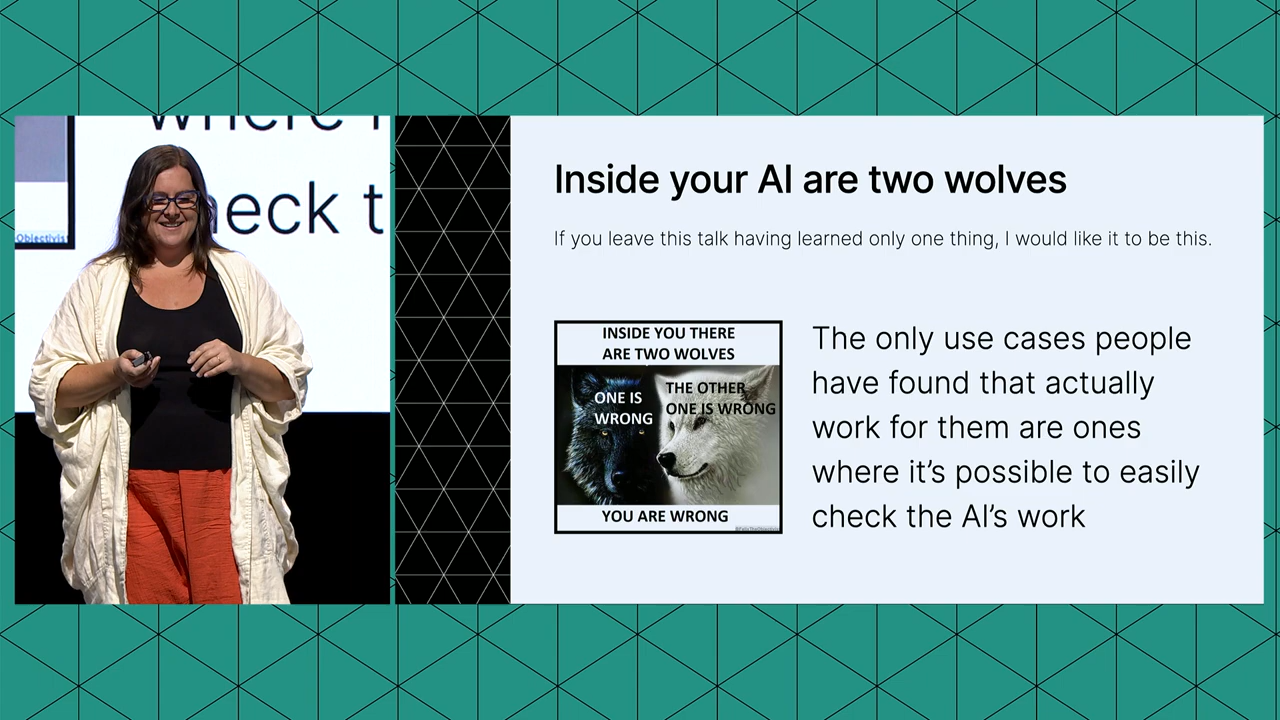 where
heck t
Objectivist
Inside your AI are two wolves
If you leave this talk having learned only one thing, I would like it to be this.
INSIDE YOU THERE
ARE TWO WOLVES
ONE IS
WRONG
THE OTHER
ONE IS WRONG
YOU ARE WRONG
The only use cases people
have found that actually
work for them are ones
where it’s possible to easily
check the AI’s work